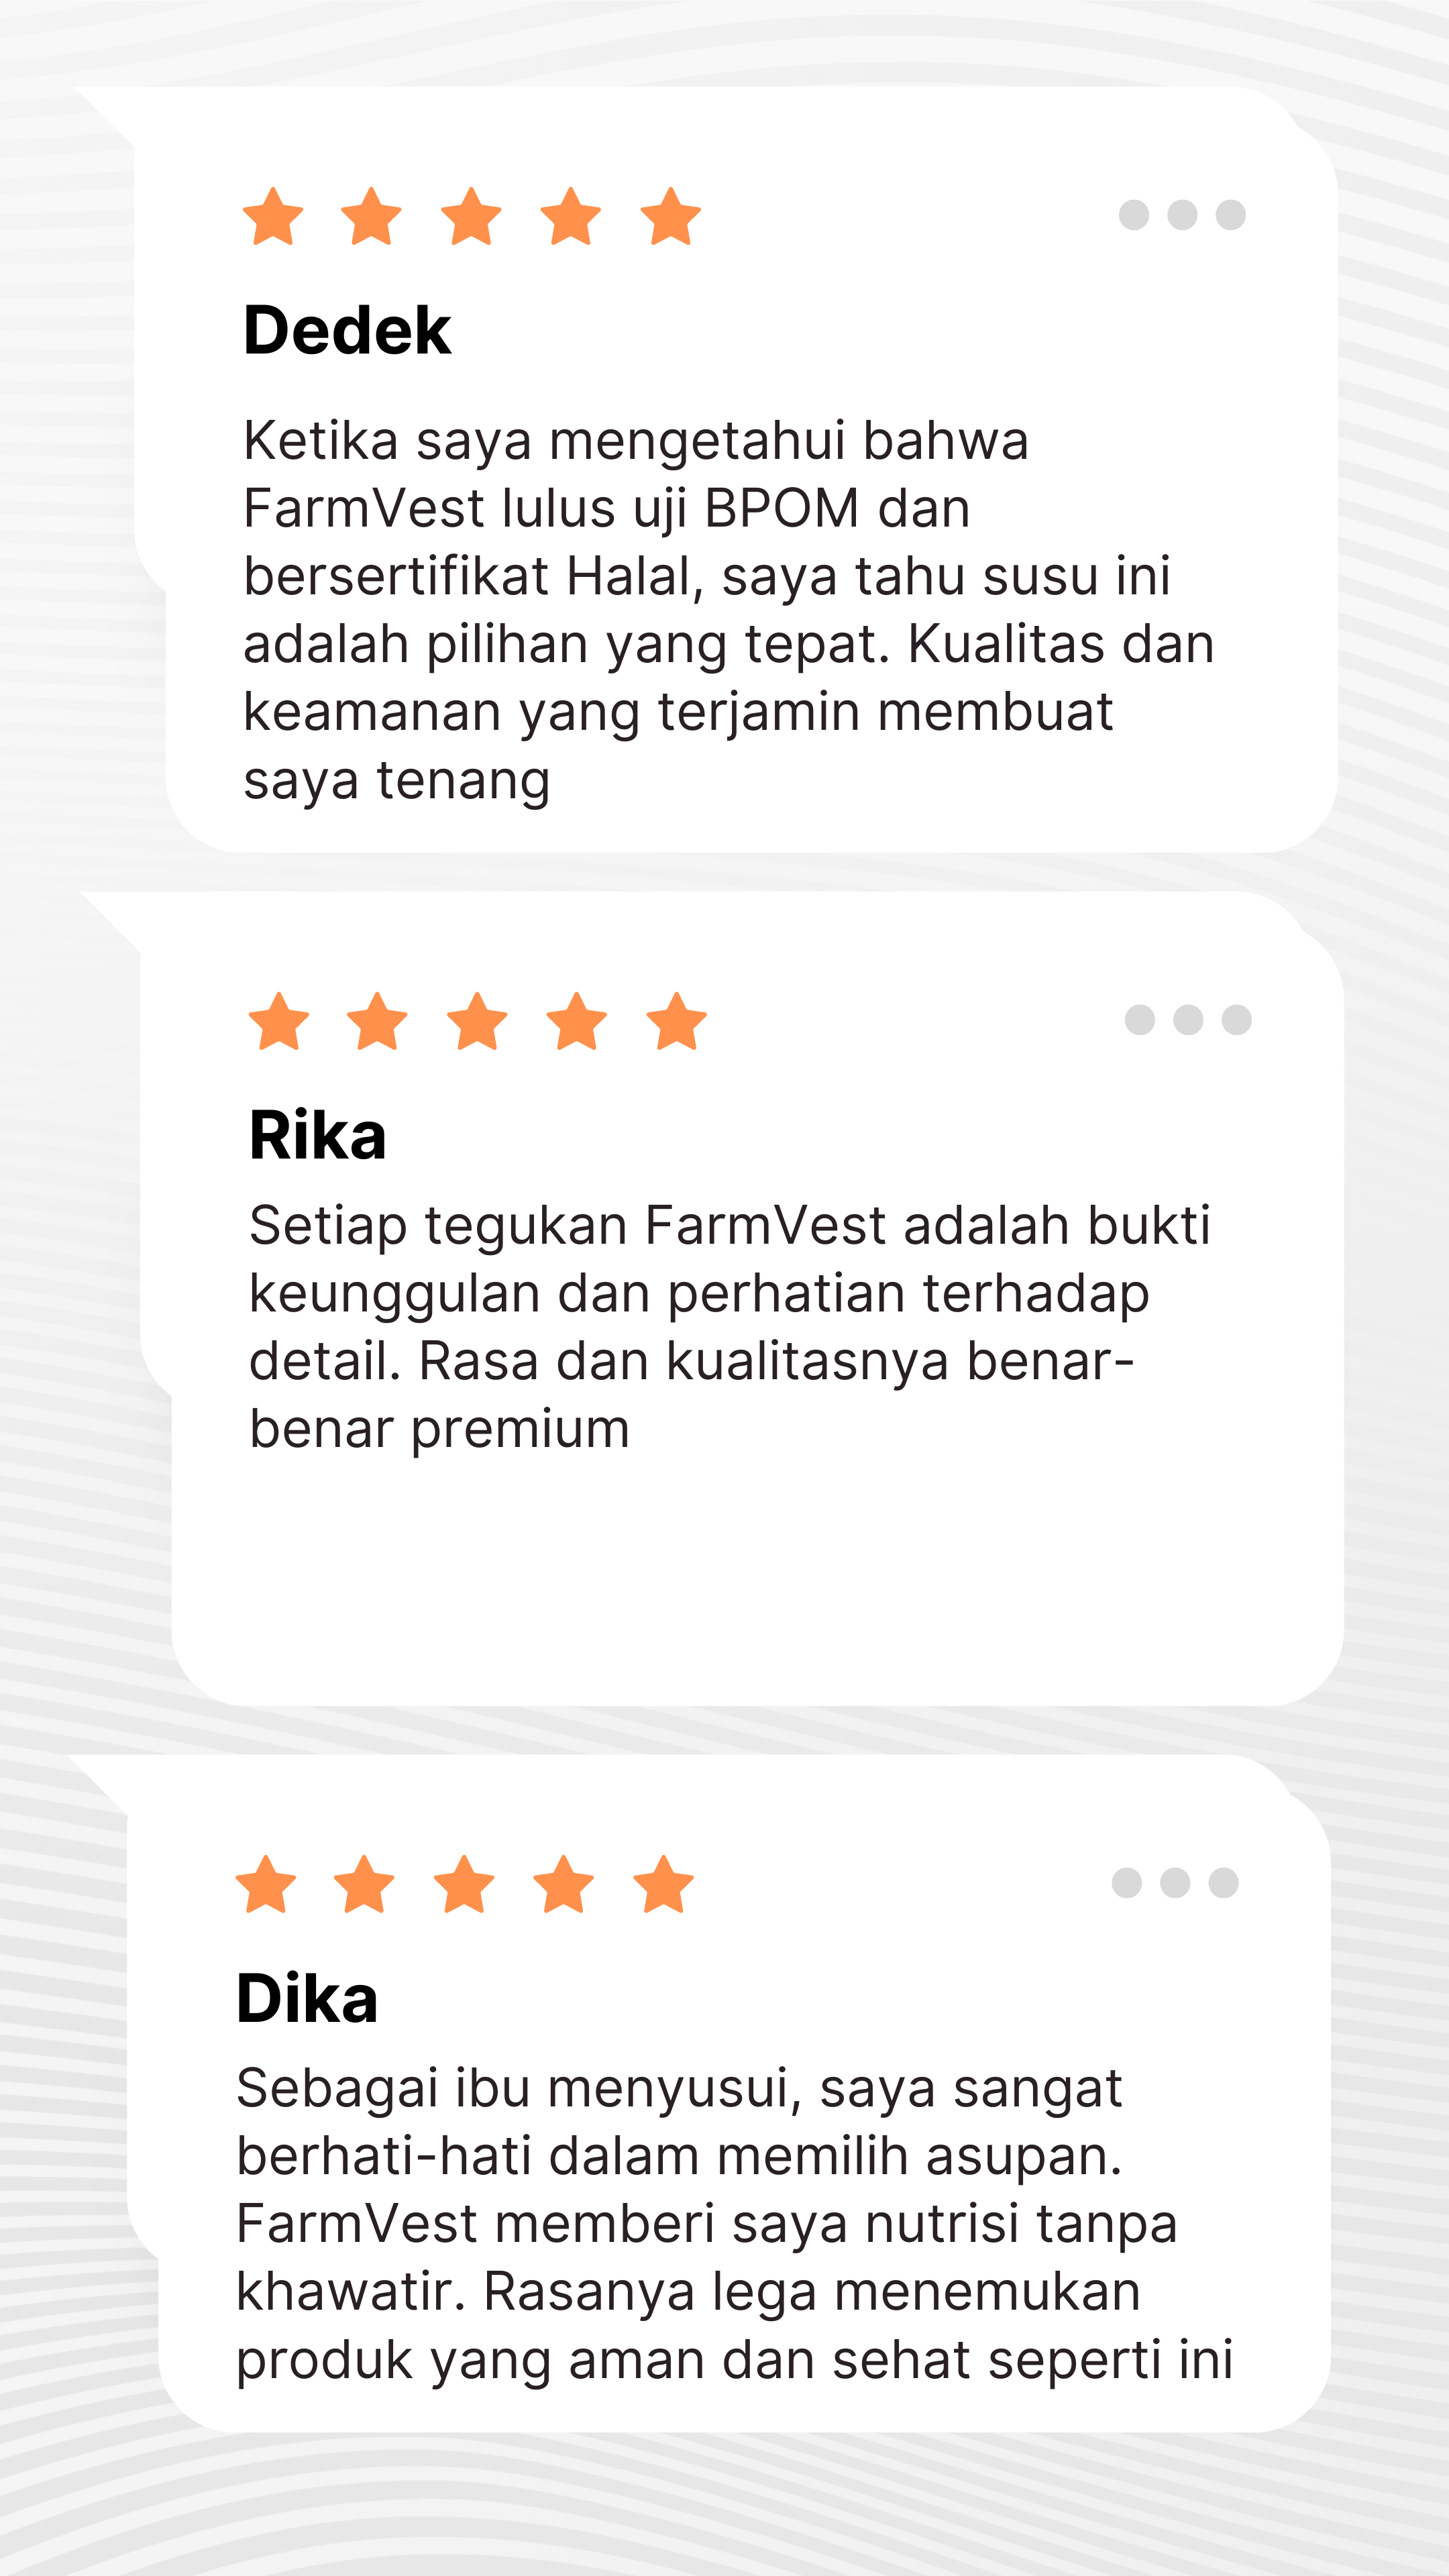 Dedek
Ketika saya mengetahui bahwa
FarmVest lulus uji BPOM dan
bersertifikat Halal, saya tahu susu ini
adalah pilihan yang tepat. Kualitas dan
keamanan yang terjamin membuat
saya tenang
Rika
Setiap tegukan FarmVest adalah bukti
keunggulan dan perhatian terhadap
detail. Rasa dan kualitasnya benar-
benar premium
Dika
Sebagai ibu menyusui, saya sangat
berhati-hati dalam memilih asupan.
FarmVest memberi saya nutrisi tanpa
khawatir. Rasanya lega menemukan
produk yang aman dan sehat seperti ini